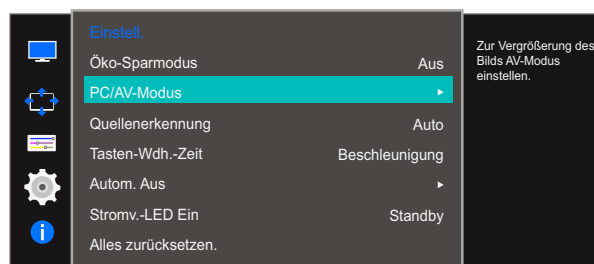 Einstell.
Öko-Sparmodus Aus
PC/AV-Modus
Quellenerkennung Auto
Tasten-Wdh.-Zeit Beschleunigung
Autom. Aus
Stromv.-LED Ein Standby
Alles zurücksetzen.
Zur Vergrößerung des
Bilds AV-Modus
einstellen.